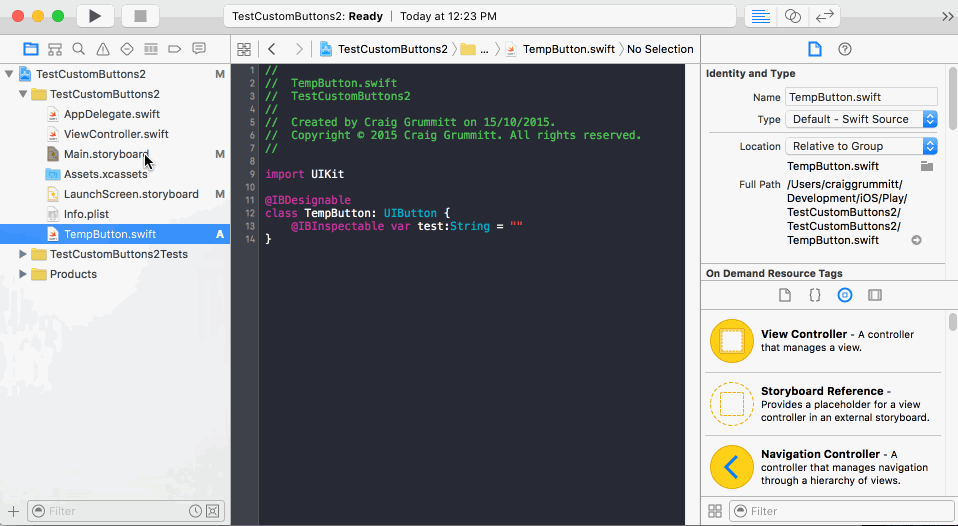 TestCustomButtons2: Ready | Today at 12:23 PM
TestCustomButtons2 M
TestCustomButtons2
AppDelegate.swift
ViewController.swift
Main.storyboard M
Assets.xcassets
LaunchScreen.storyboard M
Info.plist
TempButton.swift A
TestCustomButtons2Tests
Products
Filter
TestCustomButtons2 ... TempButton.swift No Selection
1 //
2 //  TempButton.swift
3 //  TestCustomButtons2
4 //
5 //  Created by Craig Grummitt on 15/10/2015.
6 //  Copyright © 2015 Craig Grummitt. All rights reserved.
7 //
8
9 import UIKit
10
11 @IBDesignable
12 class TempButton: UIButton {
13     @IBInspectable var test:String = ""
14 }
Identity and Type
Name TempButton.swift
Type Default - Swift Source
Location Relative to Group
TempButton.swift
Full Path /Users/craiggrummitt/
Development/iOS/Play/
TestCustomButtons2/
TestCustomButtons2/
TempButton.swift
On Demand Resource Tags
View Controller - A controller
that manages a view.
Storyboard Reference -
Provides a placeholder for a view
controller in an external storyboard.
Navigation Controller - A
controller that manages navigation
through a hierarchy of views.
Filter